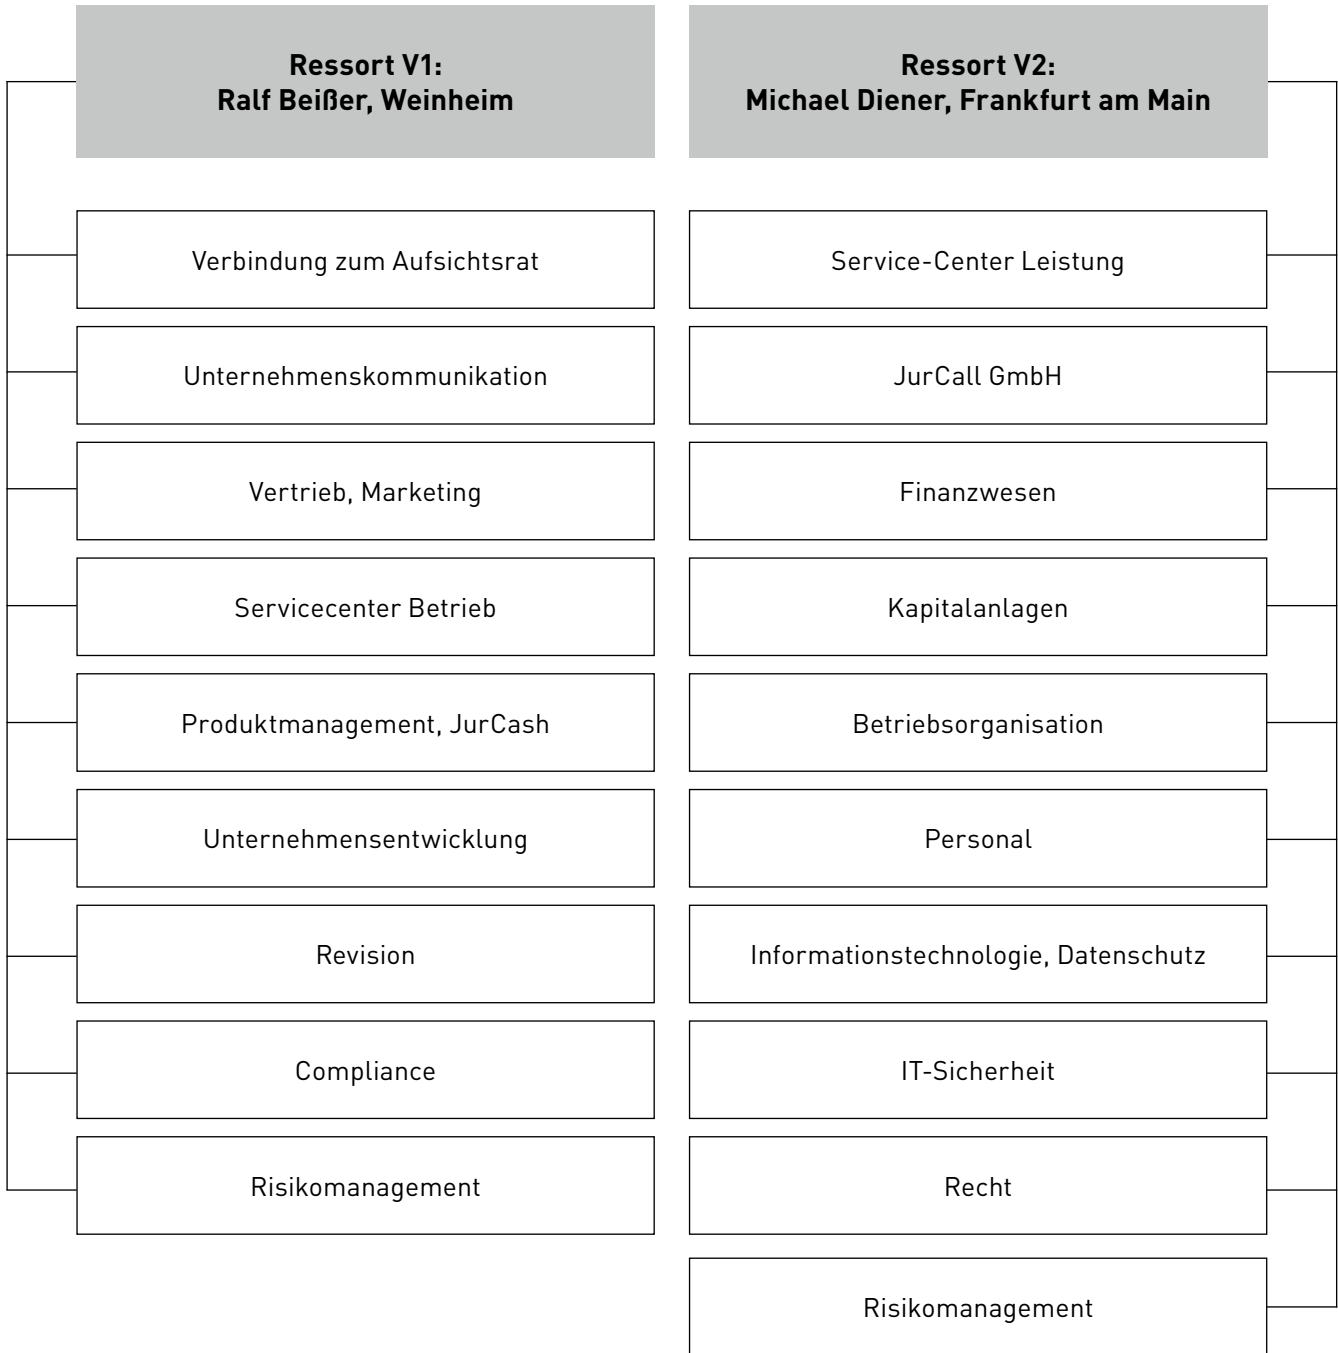 Ressort V1:
Ralf Beißer, Weinheim
Verbindung zum Aufsichtsrat
Unternehmenskommunikation
Vertrieb, Marketing
Servicecenter Betrieb
Produktmanagement, JurCash
Unternehmensentwicklung
Revision
Compliance
Risikomanagement
Ressort V2:
Michael Diener, Frankfurt am Main
Service-Center Leistung
JurCall GmbH
Finanzwesen
Kapitalanlagen
Betriebsorganisation
Personal
Informationstechnologie, Datenschutz
IT-Sicherheit
Recht
Risikomanagement